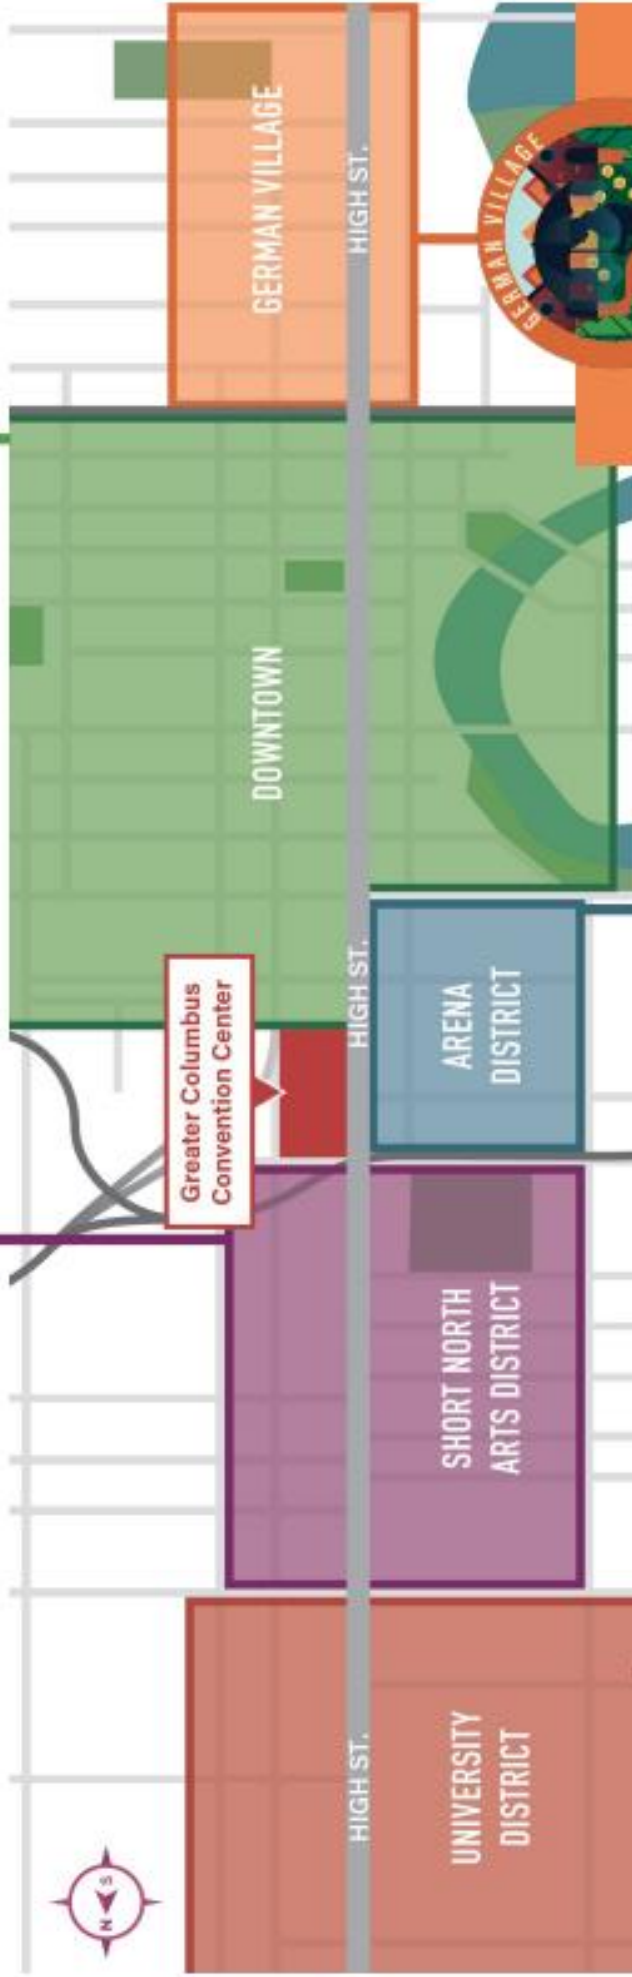 GERMAN VILLAGE
HIGH ST.
GERMAN VILLAGE
DOWNTOWN
HIGH ST.
Greater Columbus
Convention Center
ARENA
DISTRICT
SHORT NORTH
ARTS DISTRICT
HIGH ST.
UNIVERSITY
DISTRICT
N
S